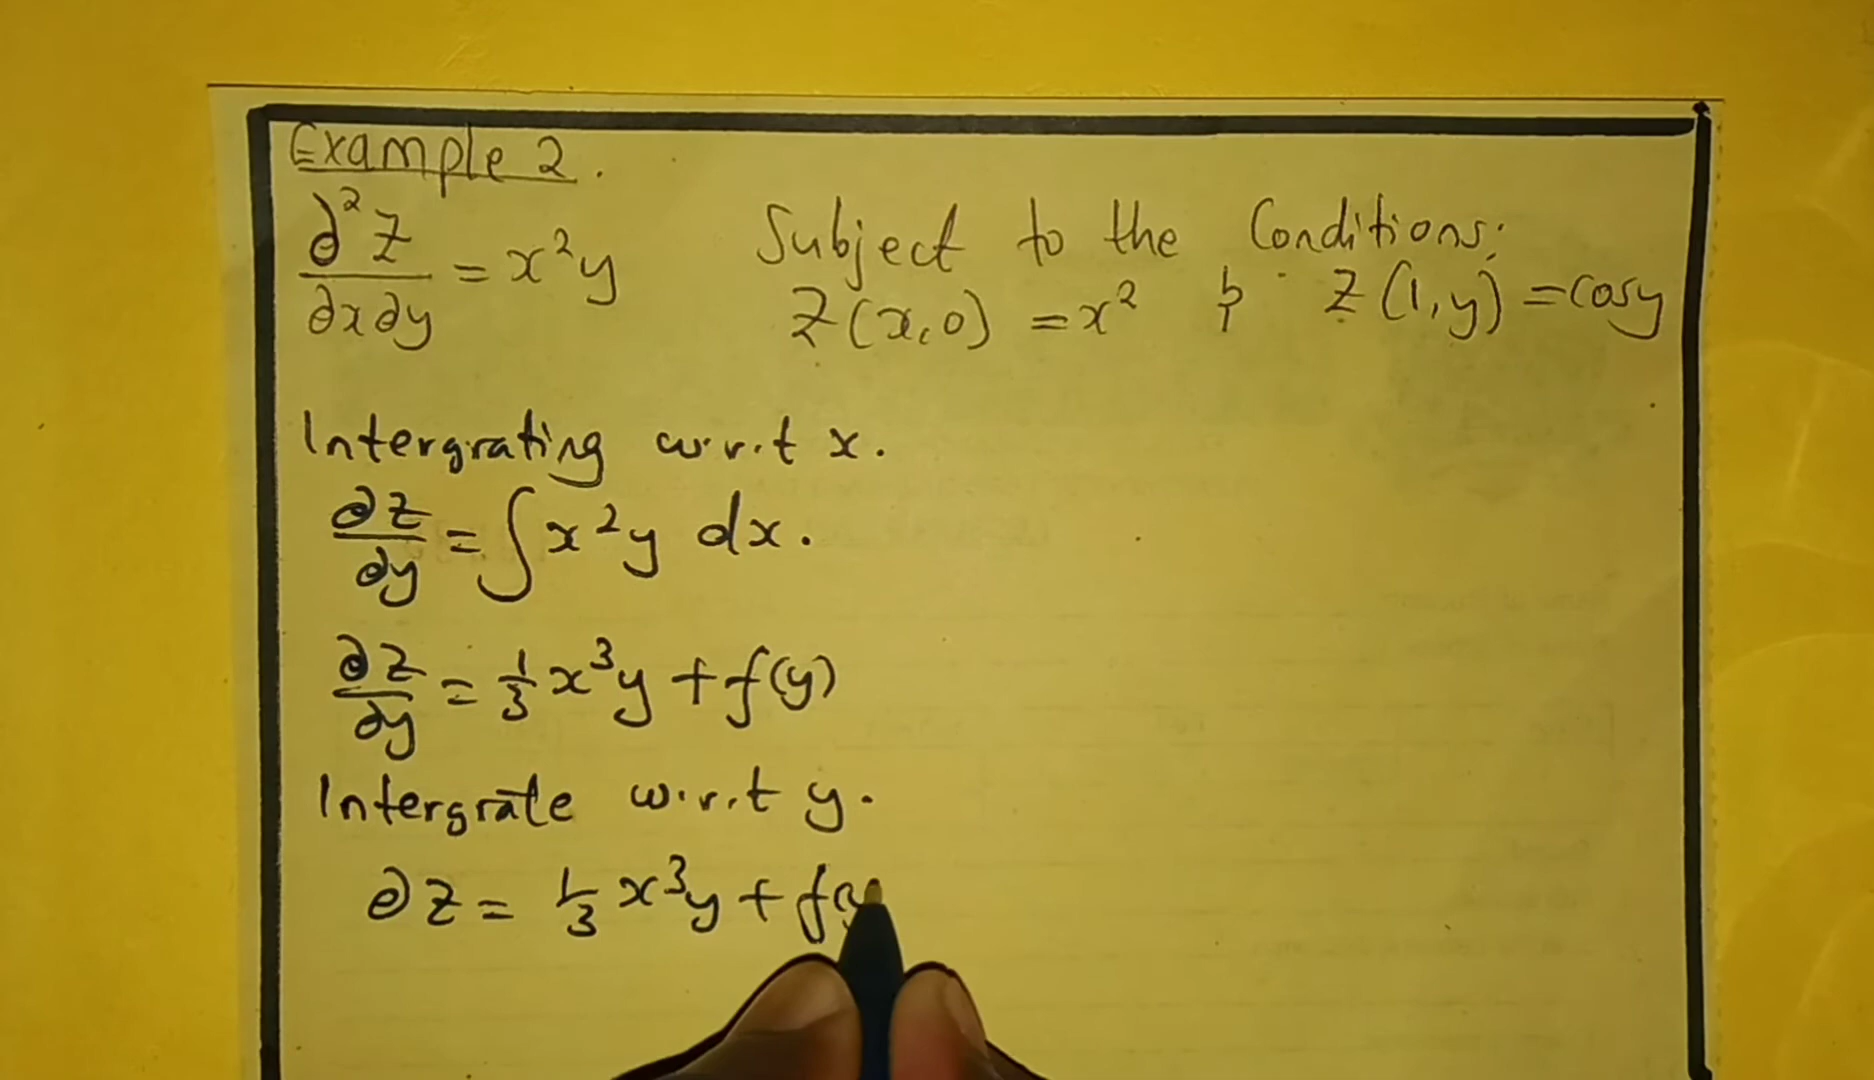 Example 2.
∂²Z/∂x∂y = x²y
Subject to the Conditions:
Z(x,0) = x² & Z(1,y) = cosy
Intergrating w.r.t x.
∂z/∂y = ∫x²y dx.
∂z/∂y = 1/3 x³y + f(y)
Intergrate w.r.t y.
∂z = 1/3 x³y + f(y